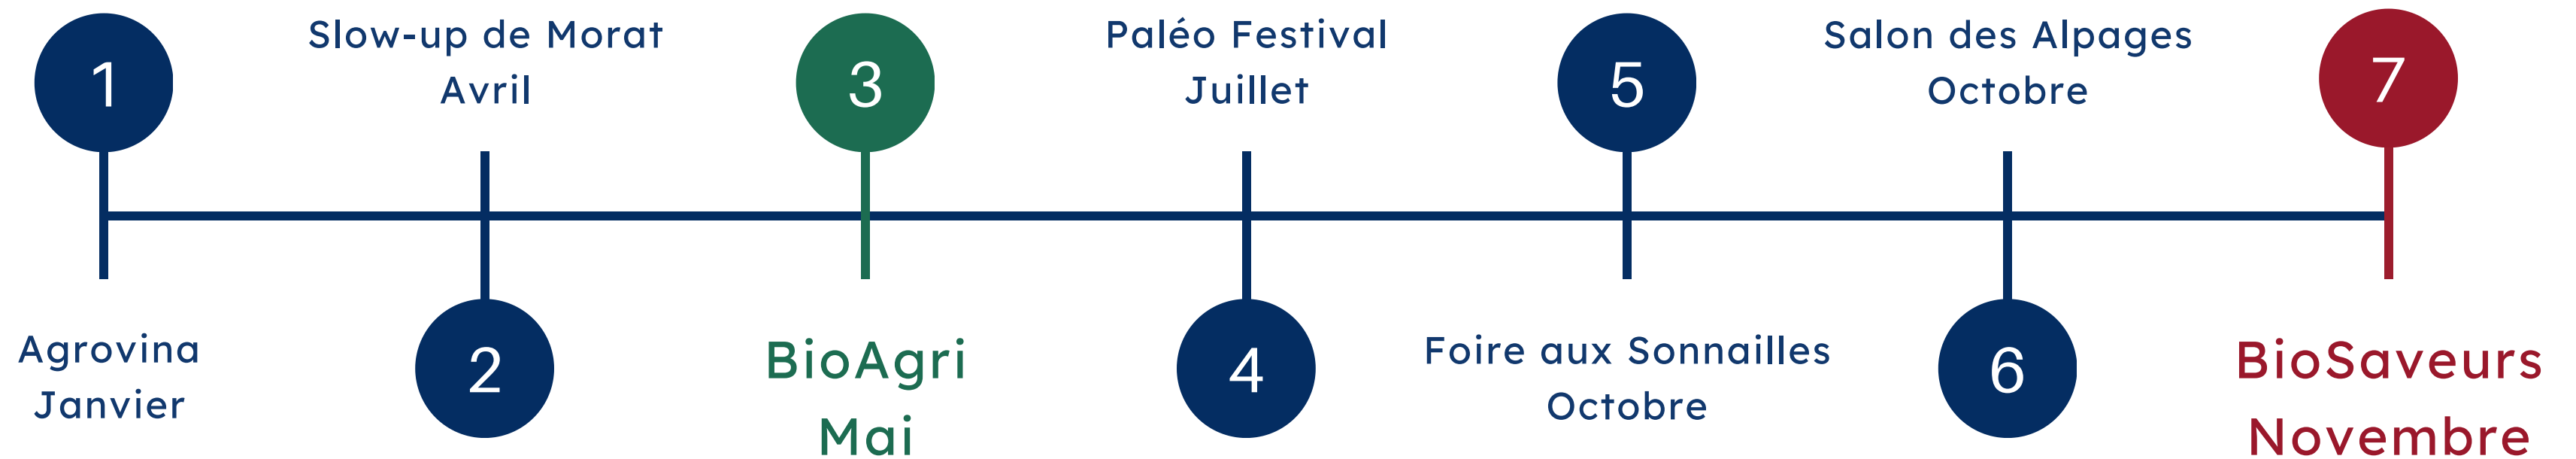 1
Agrovina
Janvier
Slow-up de Morat
Avril
2
3
BioAgri
Mai
Paléo Festival
Juillet
4
5
Foire aux Sonnailles
Octobre
Salon des Alpages
Octobre
6
7
BioSaveurs
Novembre